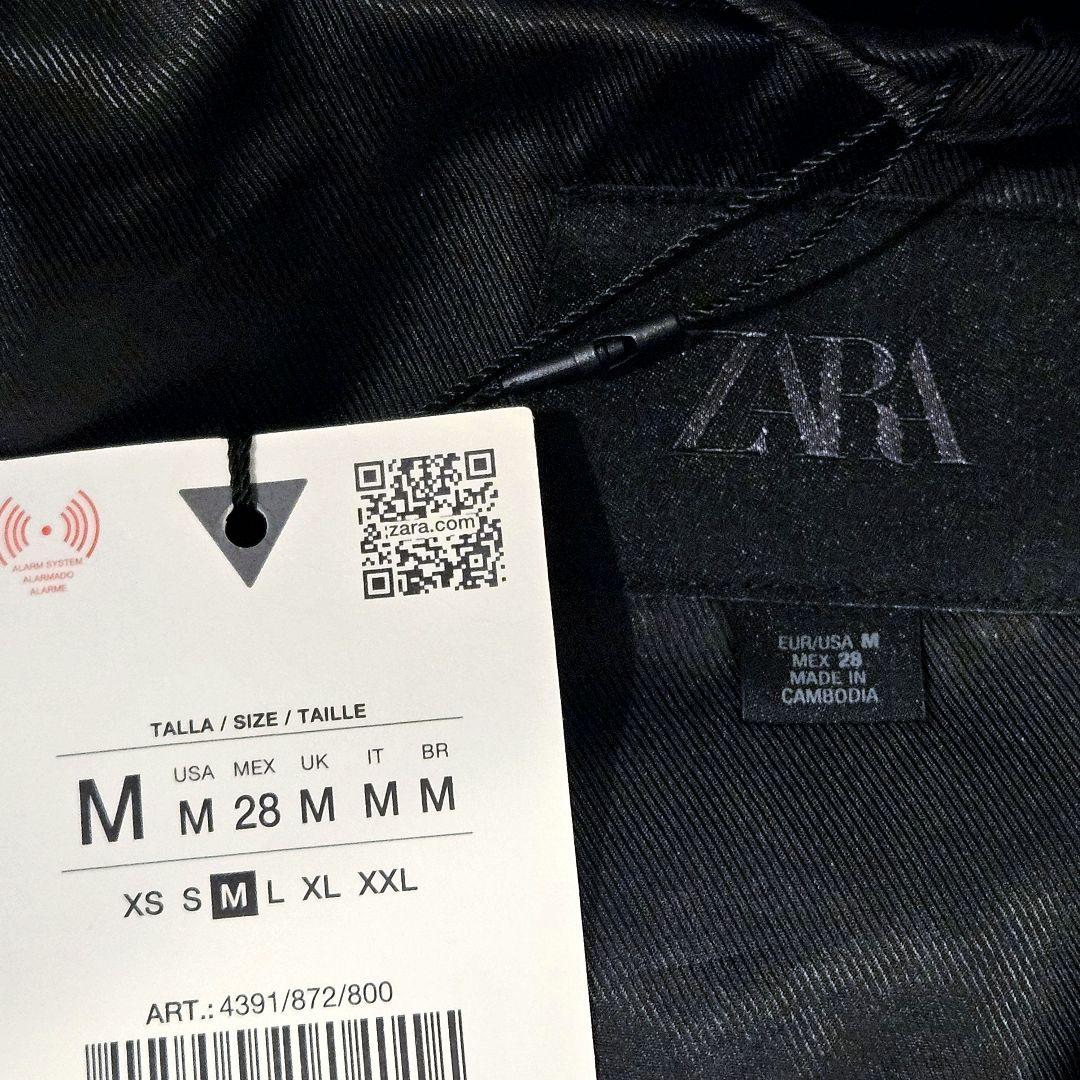 ZARA
EUR/USA M
MEX 28
MADE IN
CAMBODIA
zara.com
ALARM SYSTEM
ALARMADO
ALARME
TALLA / SIZE / TAILLE
M
USA MEX UK IT BR
M 28 M M M
XS S M L XL XXL
ART.: 4391/872/800